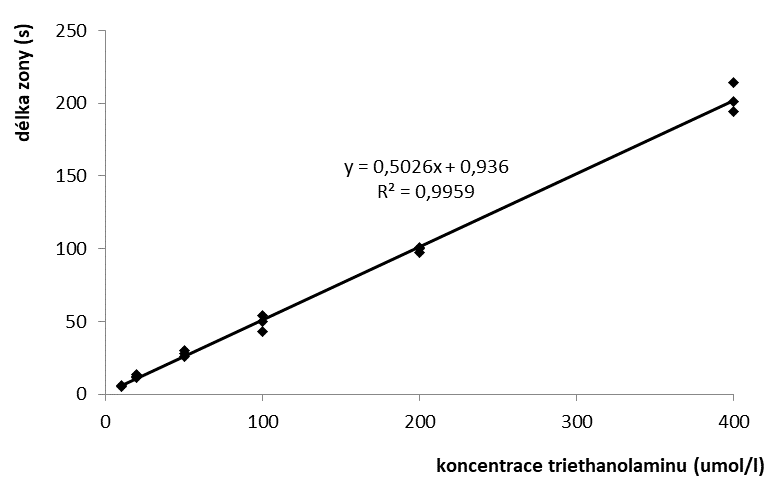 délka zony (s)
250
200
150
100
50
0
y = 0,5026x + 0,936
R² = 0,9959
0 100 200 300 400
koncentrace triethanolaminu (umol/l)